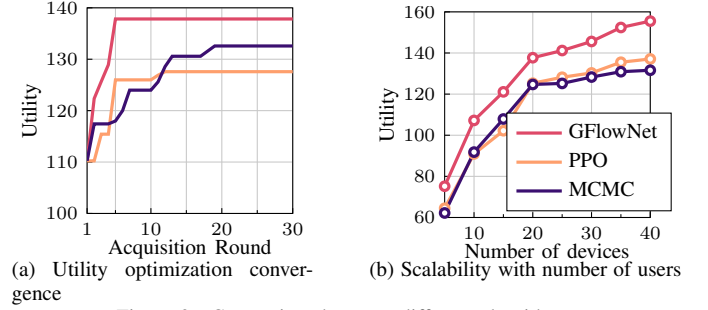 140
130
120
110
100
Utility
1
10
20
30
Acquisition Round
(a) Utility optimization conver-
gence
160
140
120
100
80
60
Utility
GFlowNet
PPO
MCMC
10
20
30
40
Number of devices
(b) Scalability with number of users